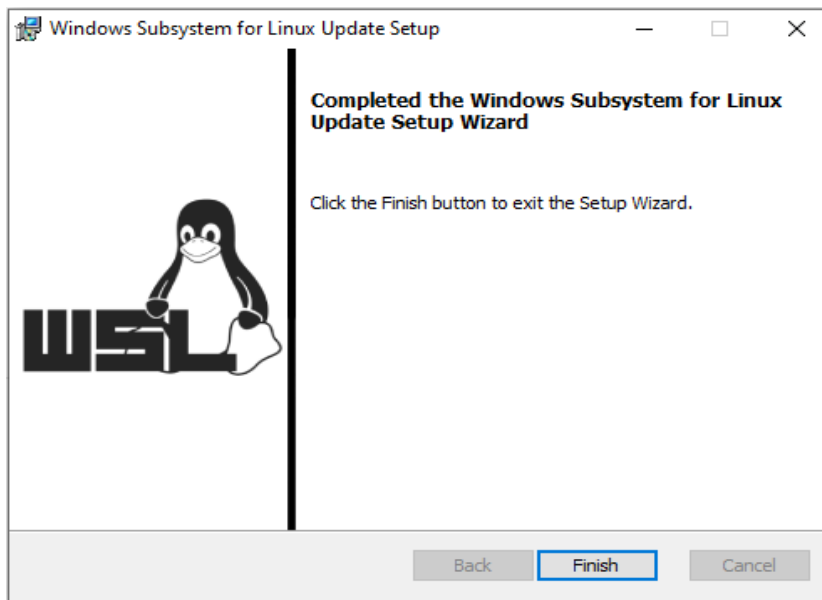 Windows Subsystem for Linux Update Setup
Completed the Windows Subsystem for Linux
Update Setup Wizard
Click the Finish button to exit the Setup Wizard.
WSL
Back
Finish
Cancel